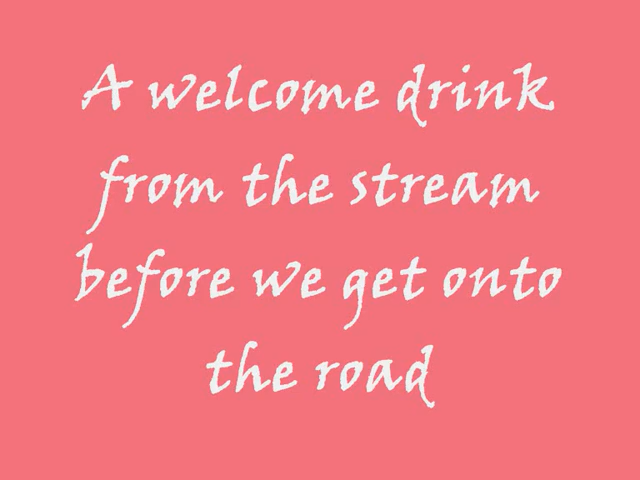 A welcome drink
from the stream
before we get onto
the road